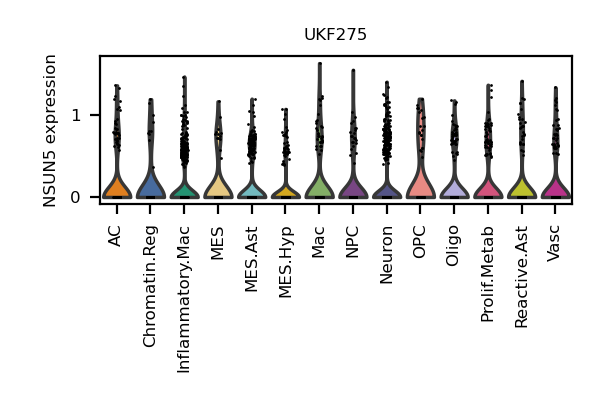 UKF275
NSUN5 expression
1
0
AC
Chromatin.Reg
Inflammatory.Mac
MES
MES.Ast
MES.Hyp
Mac
NPC
Neuron
OPC
Oligo
Prolif.Metab
Reactive.Ast
Vasc